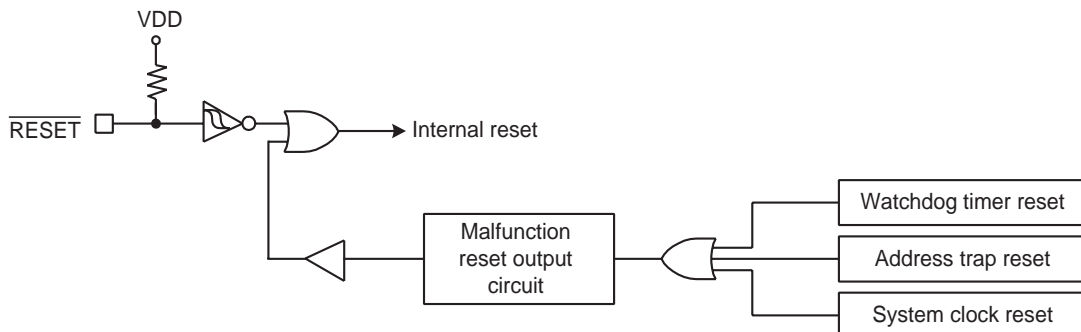 VDD
RESET
Internal reset
Watchdog timer reset
Malfunction
reset output
circuit
Address trap reset
System clock reset